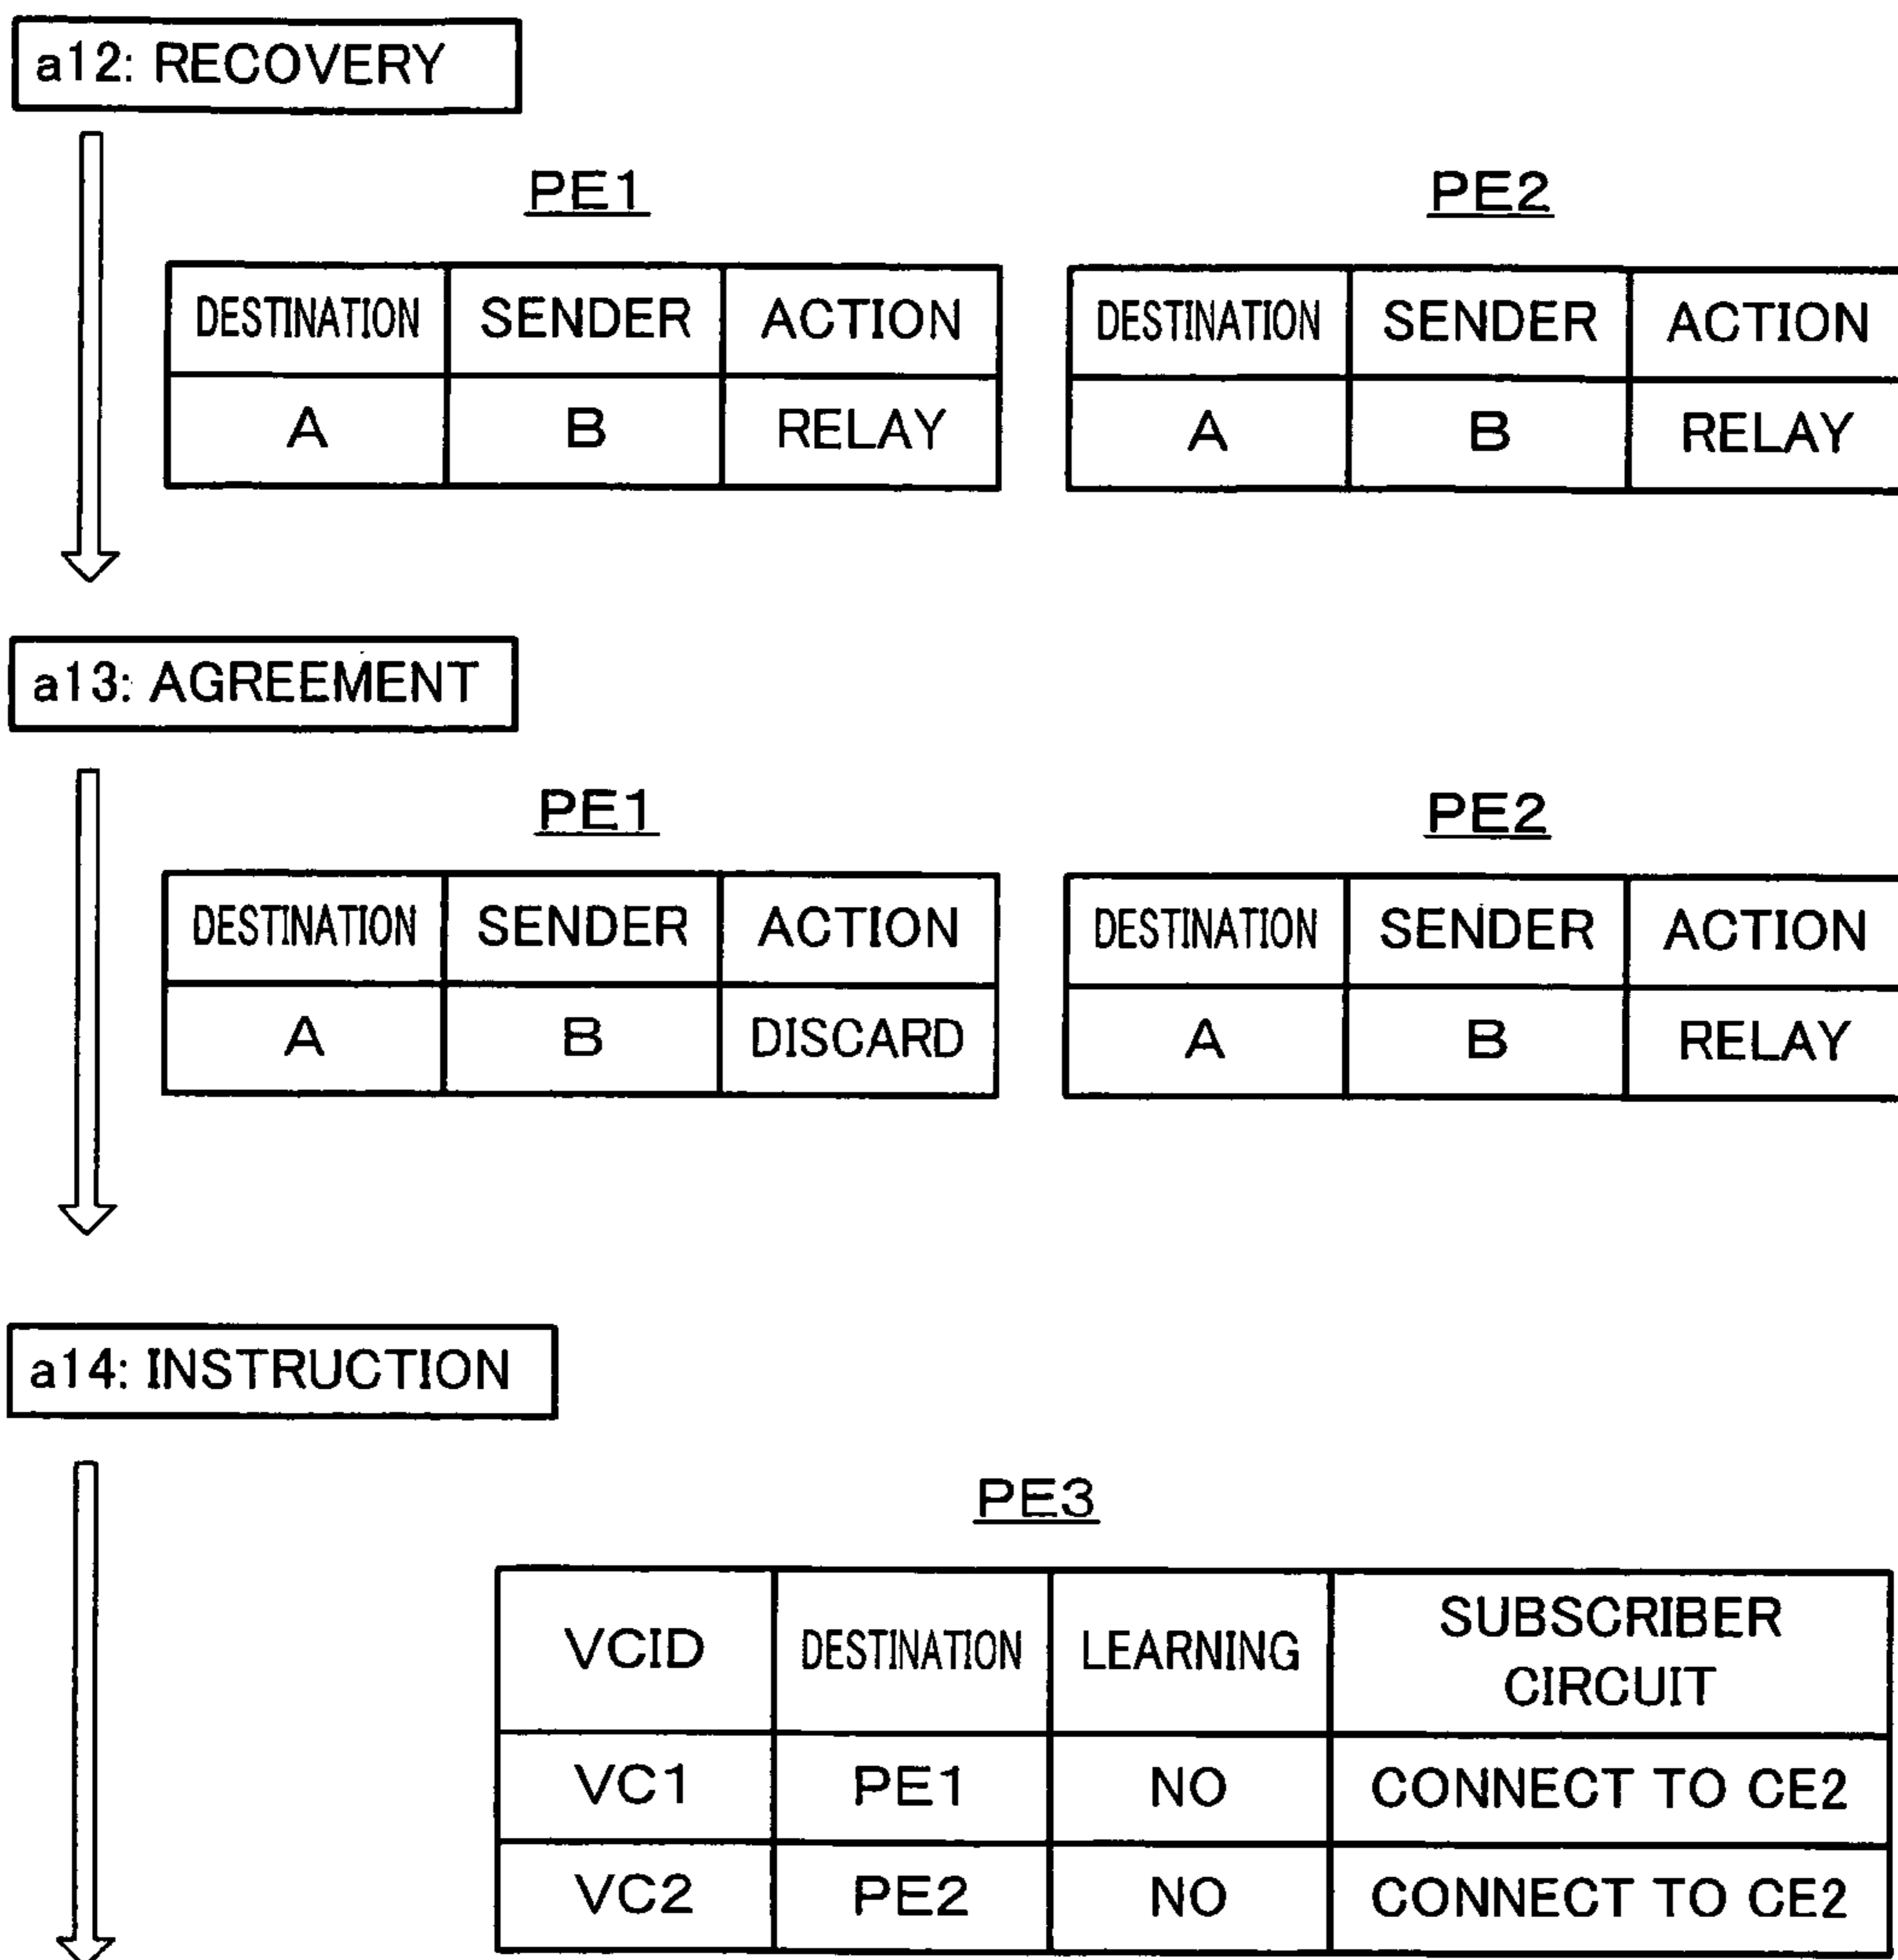 a12: RECOVERY
PE1
PE2
DESTINATION SENDER ACTION
A B RELAY
DESTINATION SENDER ACTION
A B RELAY
a13: AGREEMENT
PE1
PE2
DESTINATION SENDER ACTION
A B DISCARD
DESTINATION SENDER ACTION
A B RELAY
a14: INSTRUCTION
PE3
VCID DESTINATION LEARNING SUBSCRIBER
CIRCUIT
VC1 PE1 NO CONNECT TO CE2
VC2 PE2 NO CONNECT TO CE2